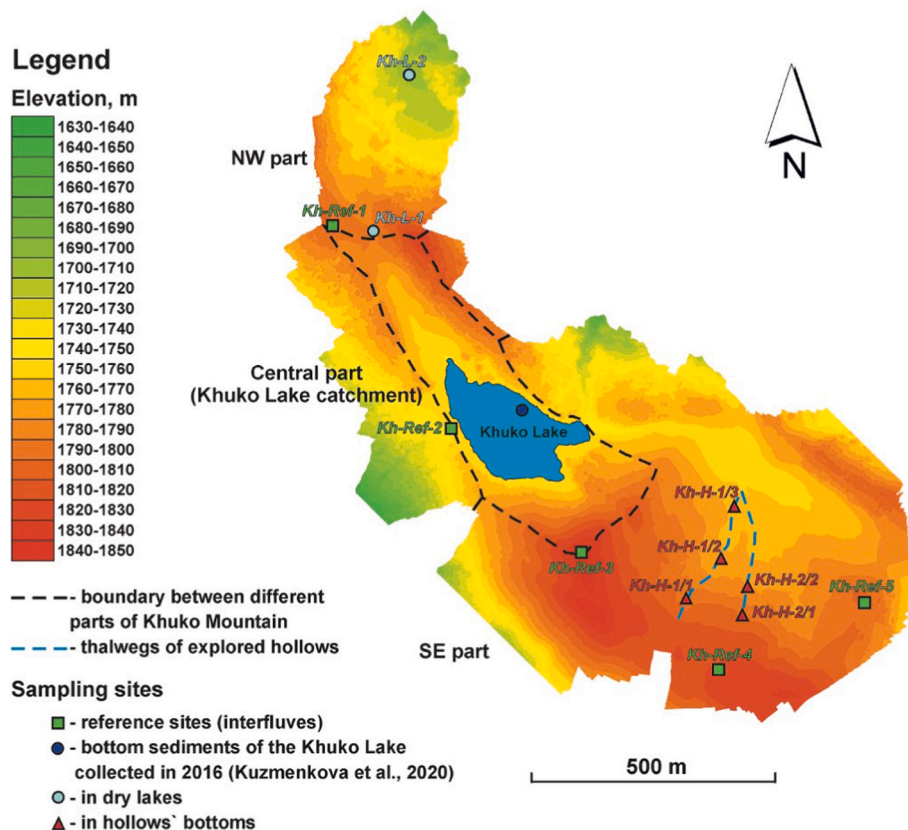 Legend
Elevation, m
1630-1640
1640-1650
1650-1660
1660-1670
1670-1680
1680-1690
1690-1700
1700-1710
1710-1720
1720-1730
1730-1740
1740-1750
1750-1760
1760-1770
1770-1780
1780-1790
1790-1800
1800-1810
1810-1820
1820-1830
1830-1840
1840-1850
- boundary between different
parts of Khuko Mountain
- thalwegs of explored hollows
Sampling sites
- reference sites (interfluves)
- bottom sediments of the Khuko Lake
collected in 2016 (Kuzmenkova et al., 2020)
- in dry lakes
- in hollows` bottoms
Kh-L-2
NW part
Kh-Ref-1
Kh-L-1
N
Central part
(Khuko Lake catchment)
Kh-Ref-2
Khuko Lake
Kh-H-1/3
Kh-H-1/2
Kh-Ref-3
Kh-H-1/1
Kh-H-2/2
Kh-Ref-5
Kh-H-2/1
SE part
Kh-Ref-4
500 m